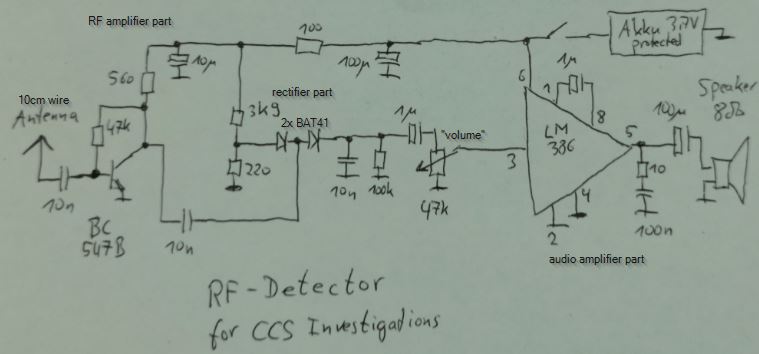 RF amplifier part
100
Akku 3.7V
protected
560
10µ
100µ
6
1µ
1
8
Speaker
8Ω
10cm wire
Antenna
rectifier part
3k9
2x BAT41
1µ
"volume"
LM
386
100µ
47k
3
5
220
10
10n
10n
100k
47k
4
2
100n
BC
547B
10n
audio amplifier part
RF-Detector
for CCS Investigations